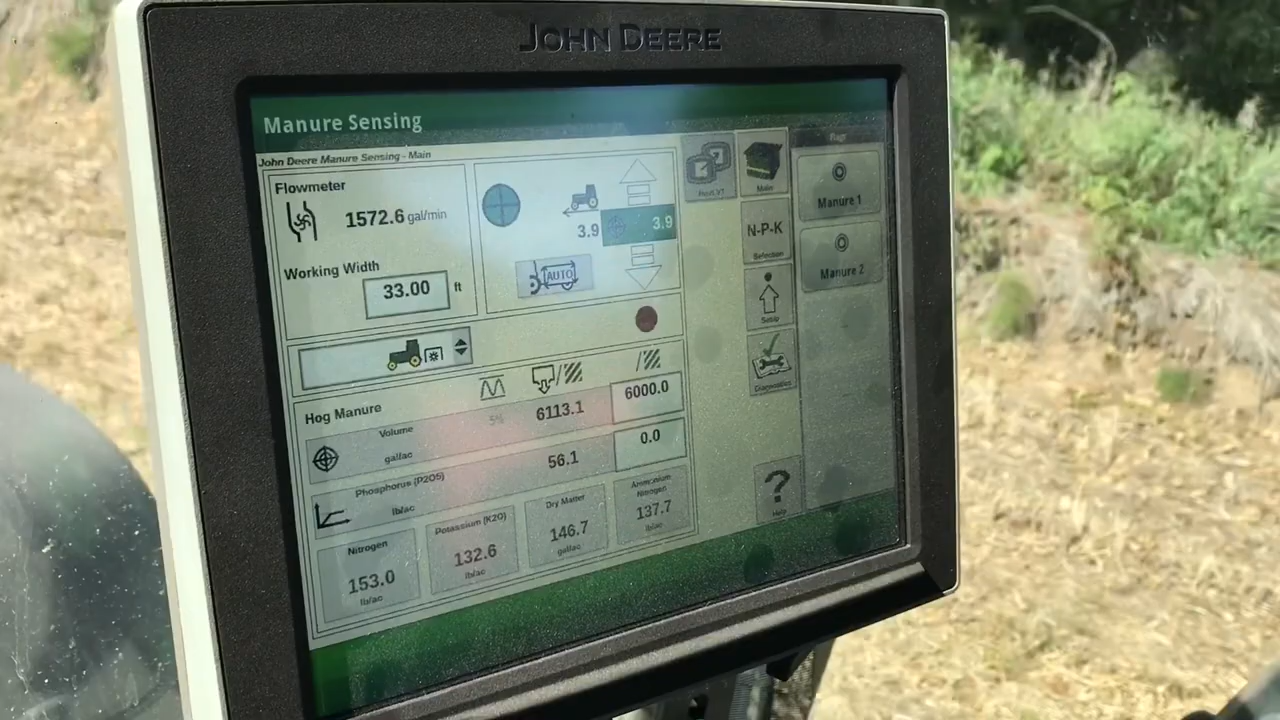 JOHN DEERE
Manure Sensing
John Deere Manure Sensing - Main
Flowmeter
1572.6 gal/min
Working Width
33.00 ft
3.9
3.9
AUTO
Main
N-P-K
Selection
Setup
Diagnostics
Help
Flags
Manure 1
Manure 2
Hog Manure
Volume
gal/ac
5%
6113.1
6000.0
Phosphorus (P2O5)
lb/ac
56.1
0.0
Nitrogen
153.0
lb/ac
Potassium (K2O)
132.6
lb/ac
Dry Matter
146.7
gal/ac
Ammonium
Nitrogen
137.7
lb/ac